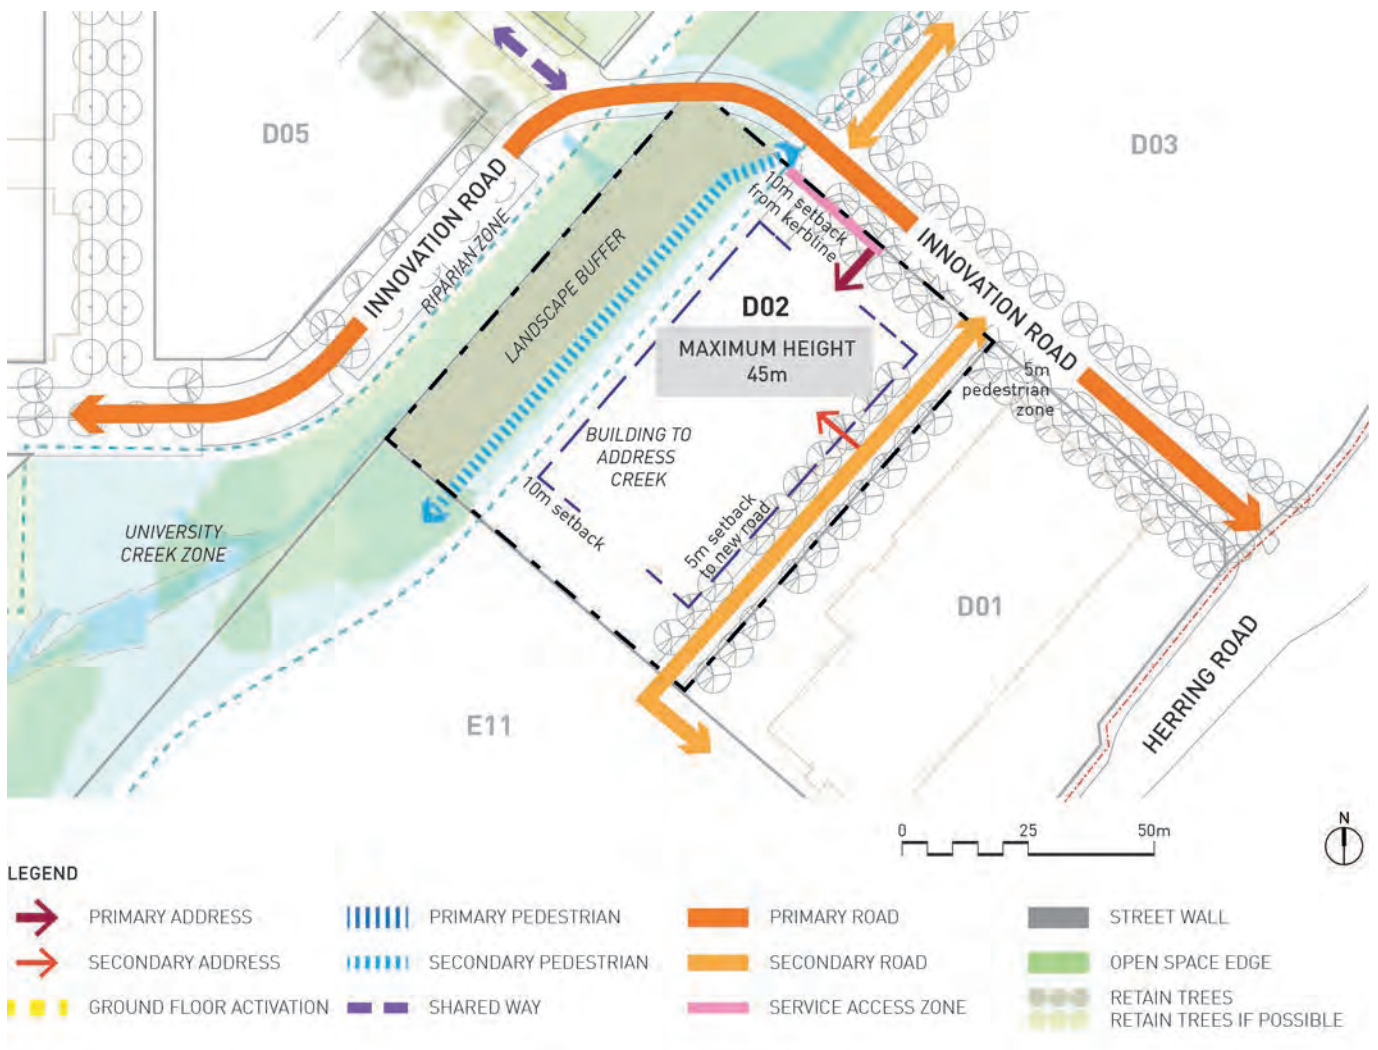 D05
D03
INNOVATION ROAD
RIPARIAN ZONE
LANDSCAPE BUFFER
10m setback
from kerbline
INNOVATION ROAD
D02
MAXIMUM HEIGHT
45m
5m
pedestrian
zone
BUILDING TO
ADDRESS
CREEK
10m setback
5m setback
to new road
UNIVERSITY
CREEK ZONE
D01
E11
HERRING ROAD
0 25 50m
N
LEGEND
PRIMARY ADDRESS
SECONDARY ADDRESS
GROUND FLOOR ACTIVATION
PRIMARY PEDESTRIAN
SECONDARY PEDESTRIAN
SHARED WAY
PRIMARY ROAD
SECONDARY ROAD
SERVICE ACCESS ZONE
STREET WALL
OPEN SPACE EDGE
RETAIN TREES
RETAIN TREES IF POSSIBLE